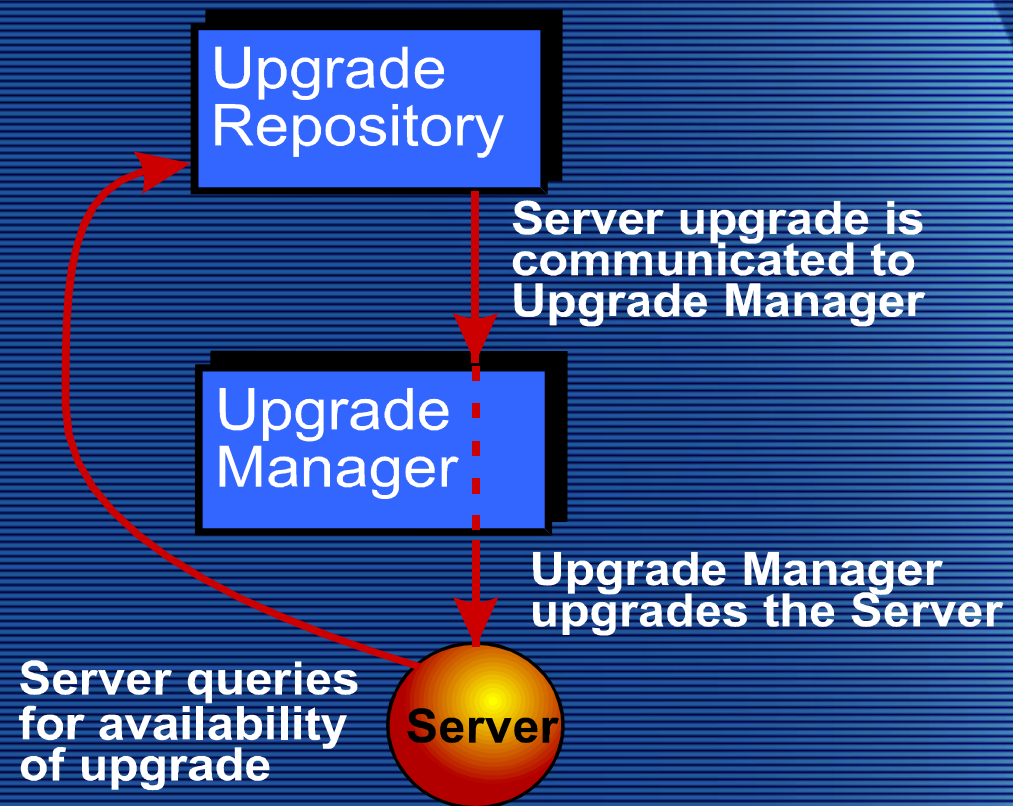 Upgrade
Repository
Server upgrade is
communicated to
Upgrade Manager
Upgrade
Manager
Upgrade Manager
upgrades the Server
Server queries
for availability
of upgrade
Server